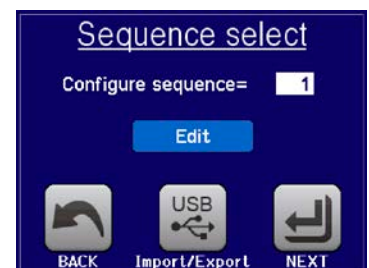 Sequence select
Configure sequence= 1
Edit
USB
BACK Import/Export NEXT